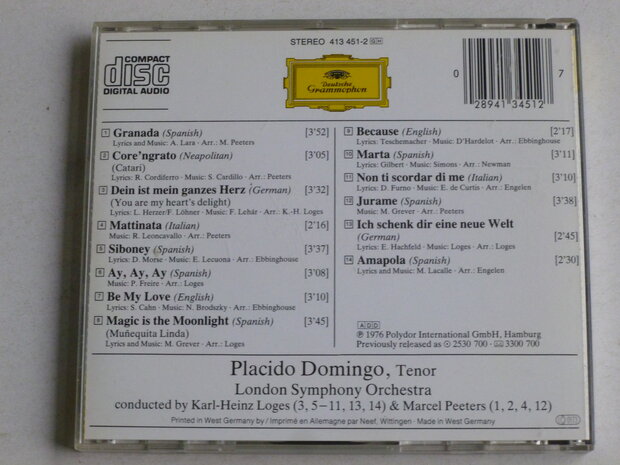 COMPACT
disc
DIGITAL AUDIO
STEREO 413 451-2 GH
Deutsche
Grammophon
0 28941 34512 7
1 Granada (Spanish) [3'52]
Lyrics and Music: A. Lara · Arr.: M. Peeters
2 Core'ngrato (Neapolitan) [3'05]
(Catari)
Lyrics: R. Cordiferro · Music: S. Cardillo · Arr.: Peeters
3 Dein ist mein ganzes Herz (German) [3'32]
(You are my heart's delight)
Lyrics: L. Herzer/F. Löhner · Music: F. Lehár · Arr.: K.-H. Loges
4 Mattinata (Italian) [2'16]
Music: R. Leoncavallo · Arr.: Peeters
5 Siboney (Spanish) [3'37]
Lyrics: D. Morse · Music: E. Lecuona · Arr.: Ebbinghouse
6 Ay, Ay, Ay (Spanish) [3'08]
Music: P. Freire · Arr.: Loges
7 Be My Love (English) [3'10]
Lyrics: S. Cahn · Music: N. Brodszky · Arr.: Ebbinghouse
8 Magic is the Moonlight (Spanish) [3'45]
(Muñequita Linda)
Lyrics and Music: M. Grever · Arr.: Loges
9 Because (English) [2'17]
Lyrics: Teschemacher · Music: D'Hardelot · Arr.: Ebbinghouse
10 Marta (Spanish) [3'11]
Lyrics: Gilbert · Music: Simons · Arr.: Newman
11 Non ti scordar di me (Italian) [3'10]
Lyrics: D. Furno · Music: E. de Curtis · Arr.: Engelen
12 Jurame (Spanish) [3'38]
Music: M. Grever · Arr.: Peeters
13 Ich schenk dir eine neue Welt
(German) [2'45]
Lyrics: E. Hachfeld · Music: Loges · Arr.: Loges
14 Amapola (Spanish) [2'30]
Lyrics and Music: M. Lacalle · Arr.: Engelen
ADD
℗ 1976 Polydor International GmbH, Hamburg
Previously released as 2530 700 · 3300 700
Placido Domingo, Tenor
London Symphony Orchestra
conducted by Karl-Heinz Loges (3, 5–11, 13, 14) & Marcel Peeters (1, 2, 4, 12)
Printed in West Germany by / Imprimé en Allemagne par Neef, Wittingen · Made in West Germany